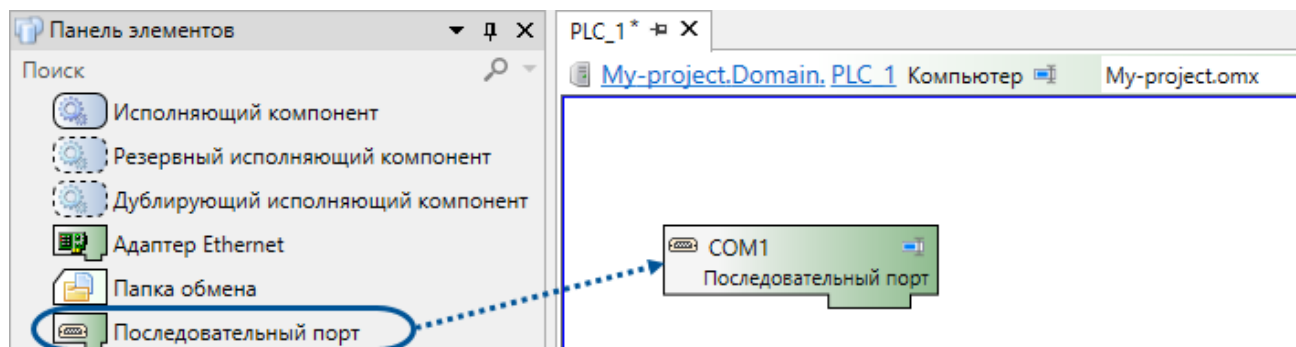 Панель элементов
Поиск
Исполняющий компонент
Резервный исполняющий компонент
Дублирующий исполняющий компонент
Адаптер Ethernet
Папка обмена
Последовательный порт
PLC_1*
My-project.Domain. PLC_1 Компьютер My-project.omx
COM1
Последовательный порт